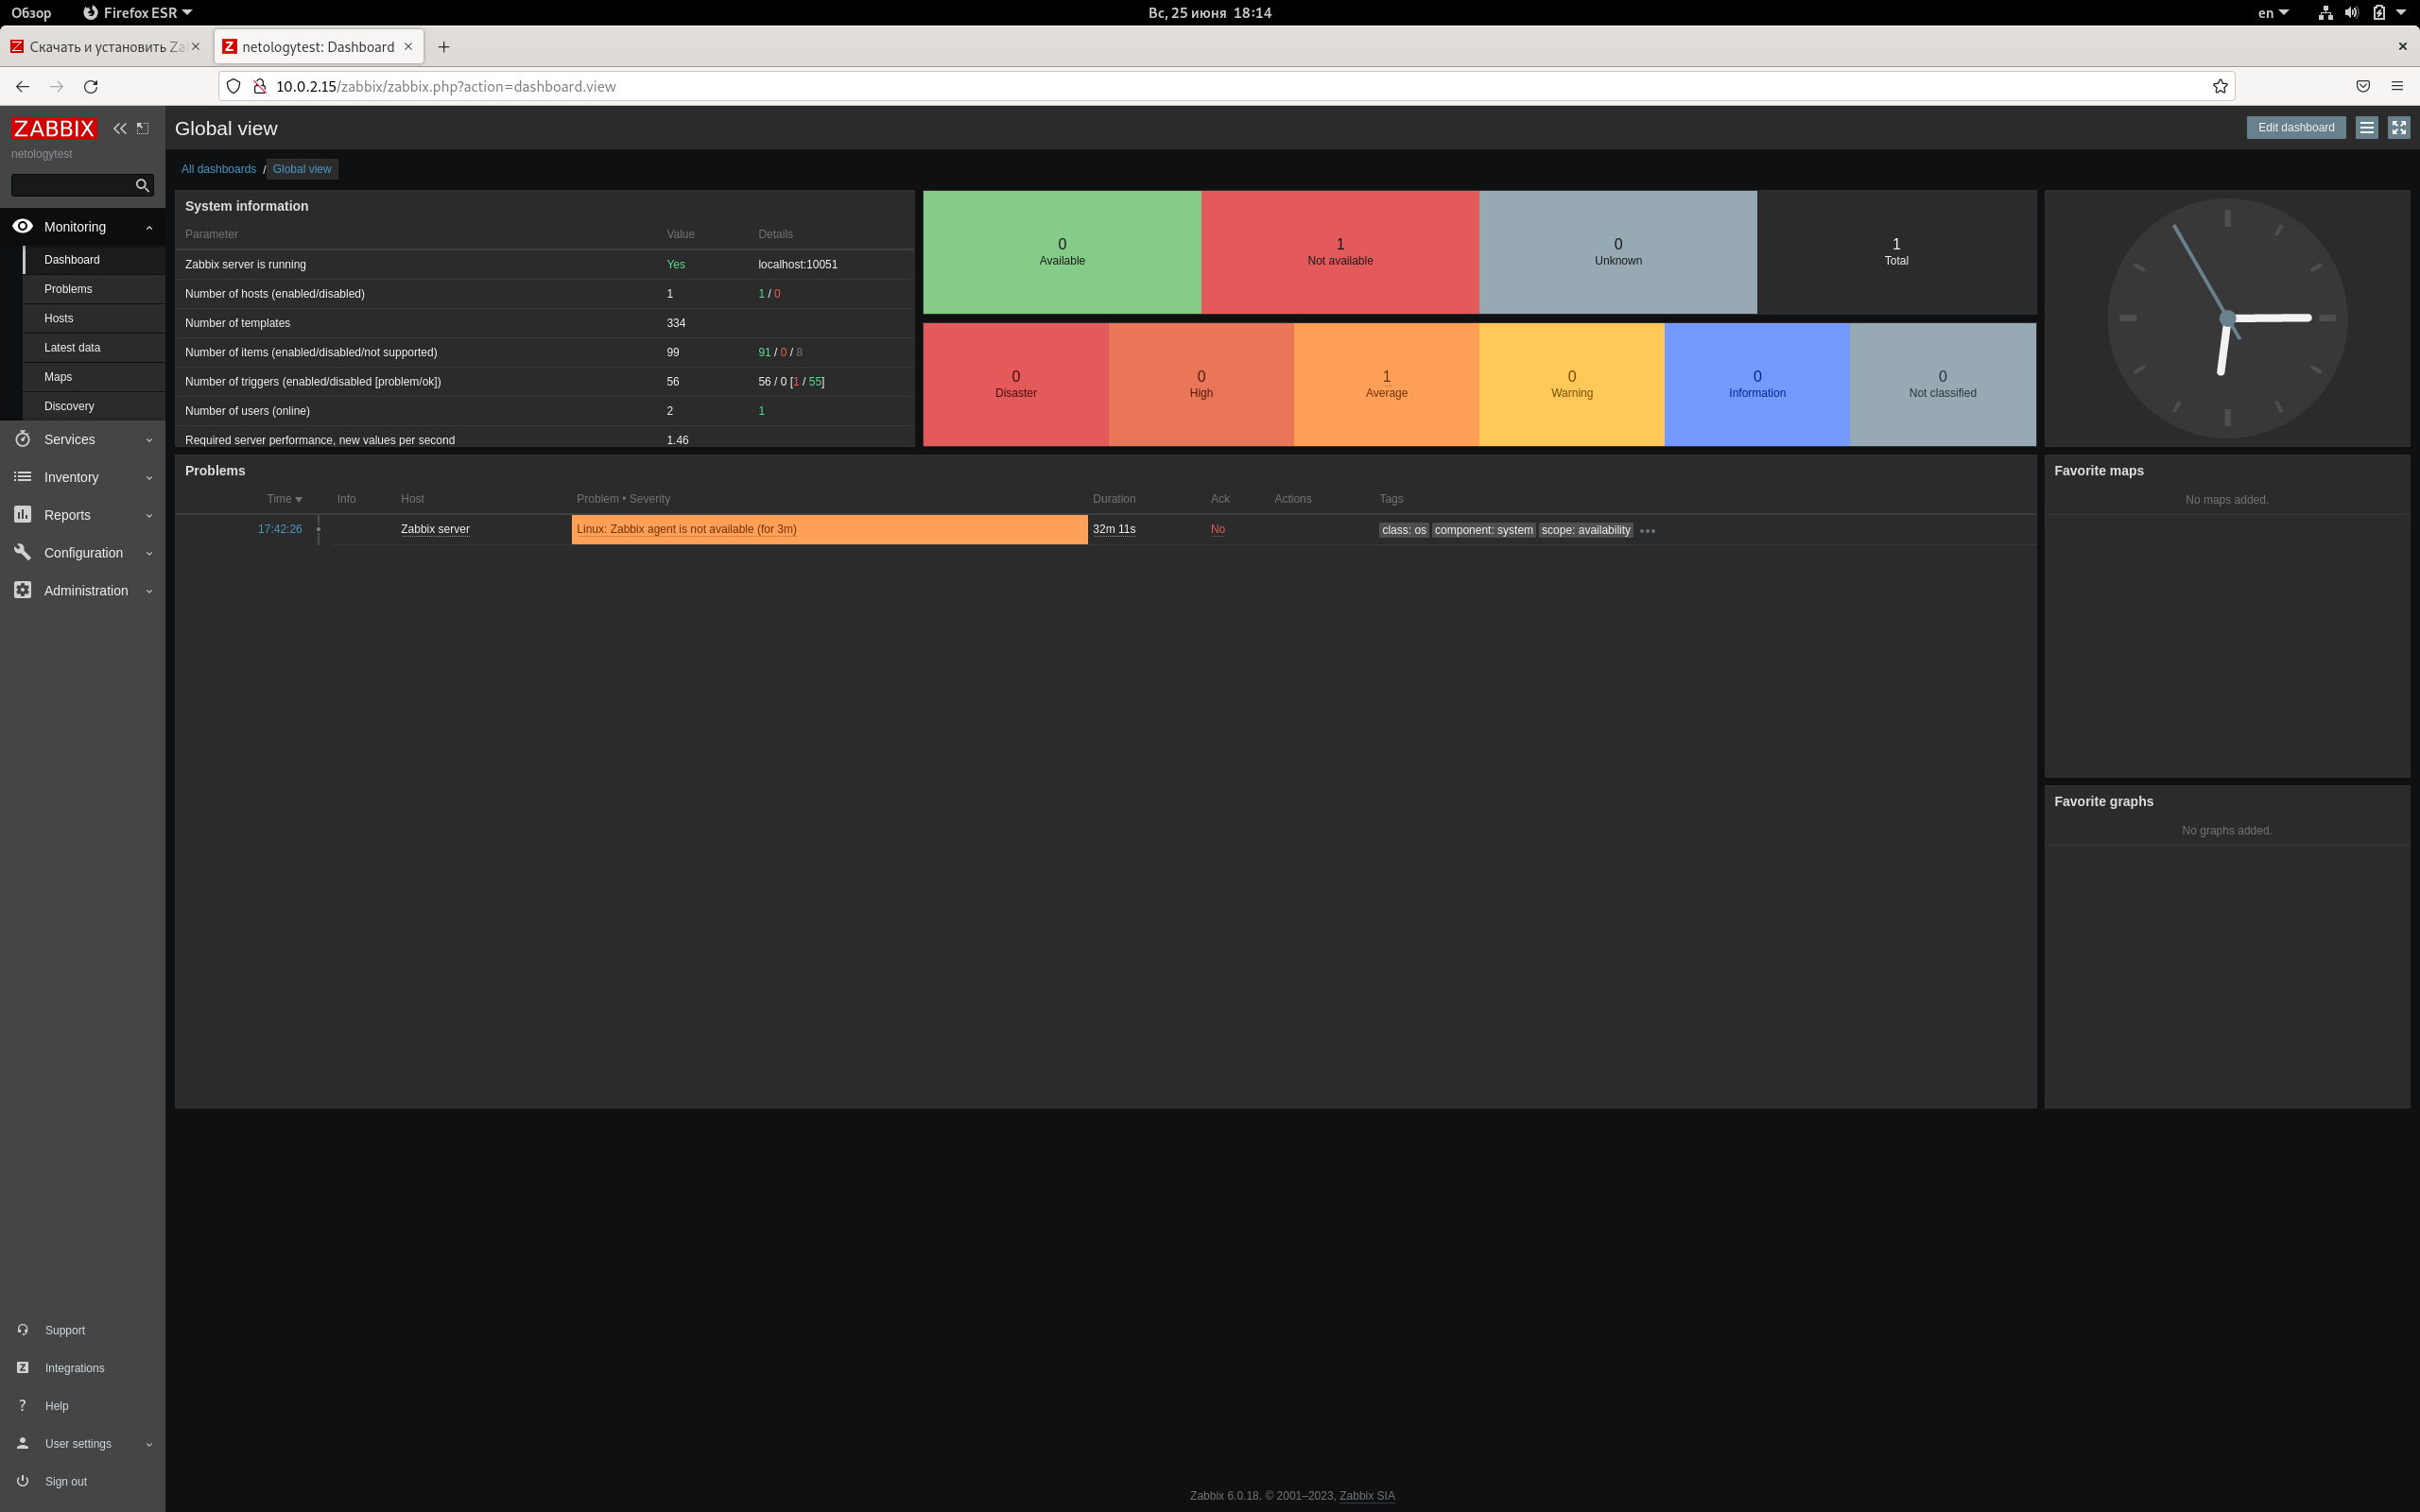 Обзор Firefox ESR Вс, 25 июня 18:14 en
Скачать и установить Za netologytest: Dashboard
10.0.2.15/zabbix/zabbix.php?action=dashboard.view
ZABBIX
netologytest
Monitoring
Dashboard
Problems
Hosts
Latest data
Maps
Discovery
Services
Inventory
Reports
Configuration
Administration
Support
Integrations
Help
User settings
Sign out
Global view Edit dashboard
All dashboards / Global view
System information
Parameter Value Details
Zabbix server is running Yes localhost:10051
Number of hosts (enabled/disabled) 1 1 / 0
Number of templates 334
Number of items (enabled/disabled/not supported) 99 91 / 0 / 8
Number of triggers (enabled/disabled [problem/ok]) 56 56 / 0 [1 / 55]
Number of users (online) 2 1
Required server performance, new values per second 1.46
0 1 0 1
Available Not available Unknown Total
0 0 1 0 0 0
Disaster High Average Warning Information Not classified
Problems
Time Info Host Problem • Severity Duration Ack Actions Tags
17:42:26 Zabbix server Linux: Zabbix agent is not available (for 3m) 32m 11s No class: os component: system scope: availability
Favorite maps
No maps added.
Favorite graphs
No graphs added.
Zabbix 6.0.18. © 2001–2023, Zabbix SIA